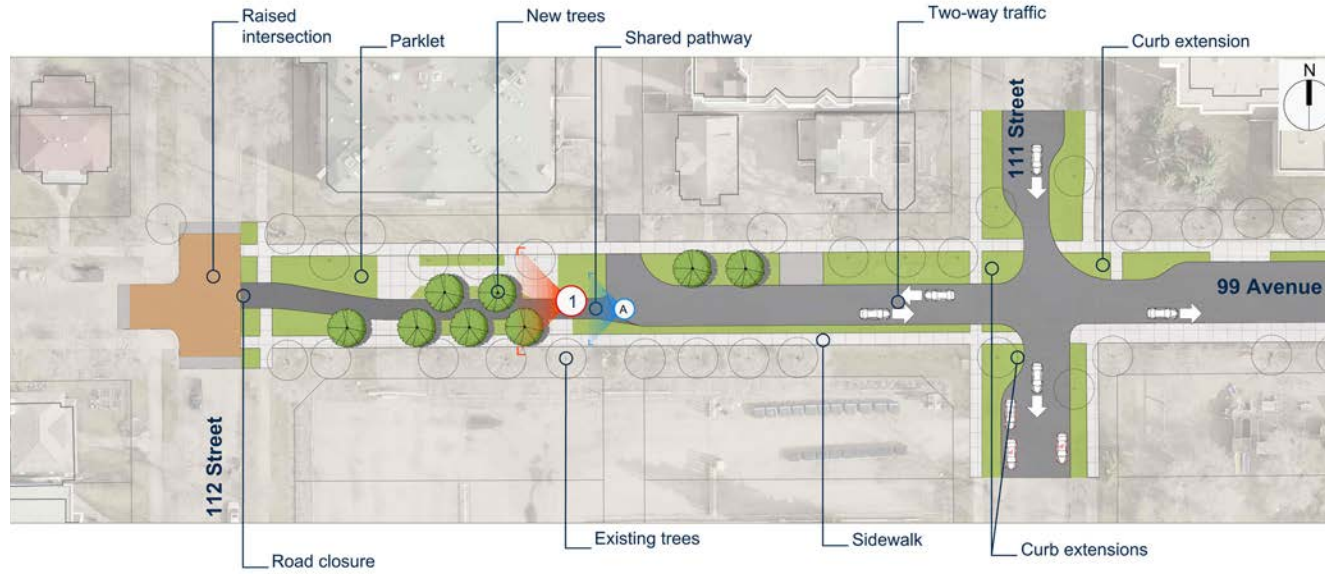 Raised
intersection
New trees
Two-way traffic
Parklet
Shared pathway
Curb extension
N
111 Street
99 Avenue
1
A
112 Street
Existing trees
Sidewalk
Curb extensions
Road closure